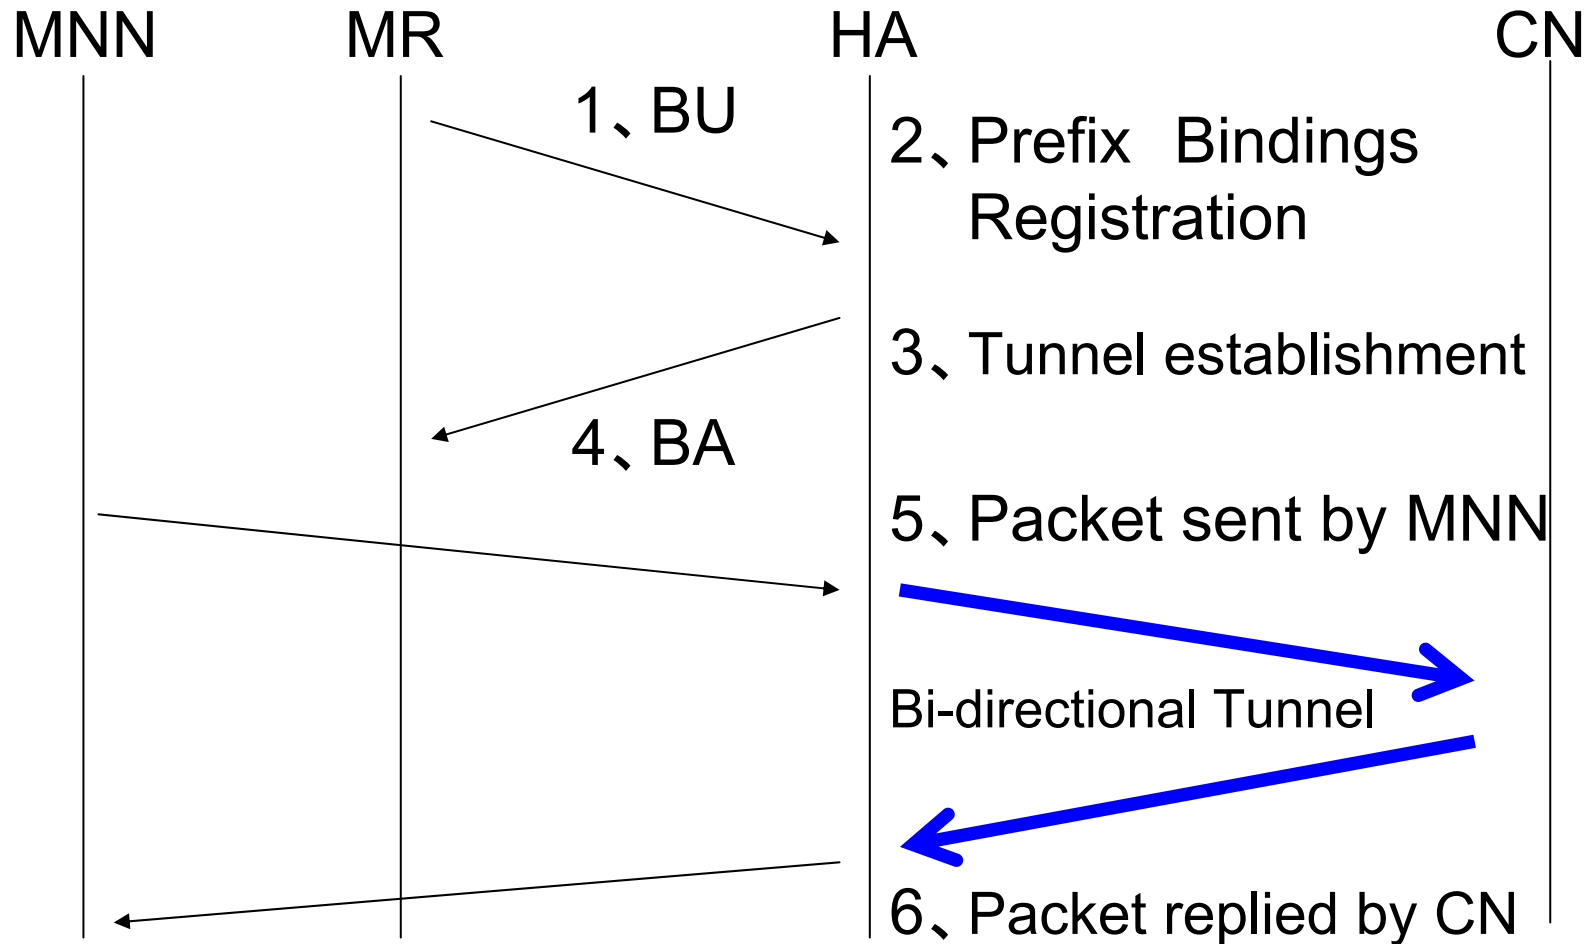 MNN MR HA CN
1、BU
2、Prefix Bindings
Registration
3、Tunnel establishment
4、BA
5、Packet sent by MNN
Bi-directional Tunnel
6、Packet replied by CN